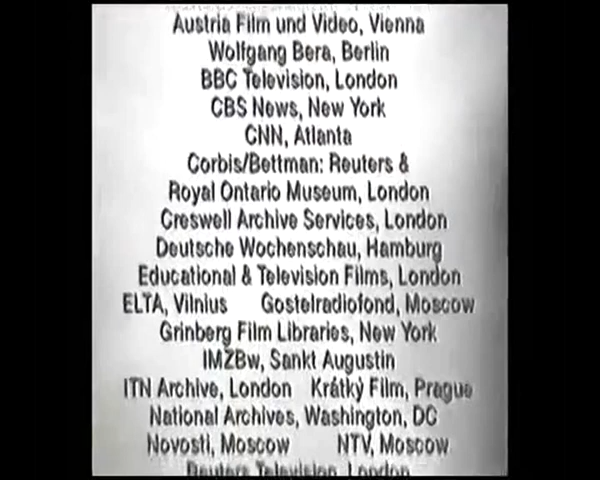 Austria Film und Video, Vienna
Wolfgang Bera, Berlin
BBC Television, London
CBS News, New York
CNN, Atlanta
Corbis/Bettman: Reuters &
Royal Ontario Museum, London
Creswell Archive Services, London
Deutsche Wochenschau, Hamburg
Educational & Television Films, London
ELTA, Vilnius Gostelradiofond, Moscow
Grinberg Film Libraries, New York
IMZBw, Sankt Augustin
ITN Archive, London Krátký Film, Prague
National Archives, Washington, DC
Novosti, Moscow NTV, Moscow
Reuters Television, London